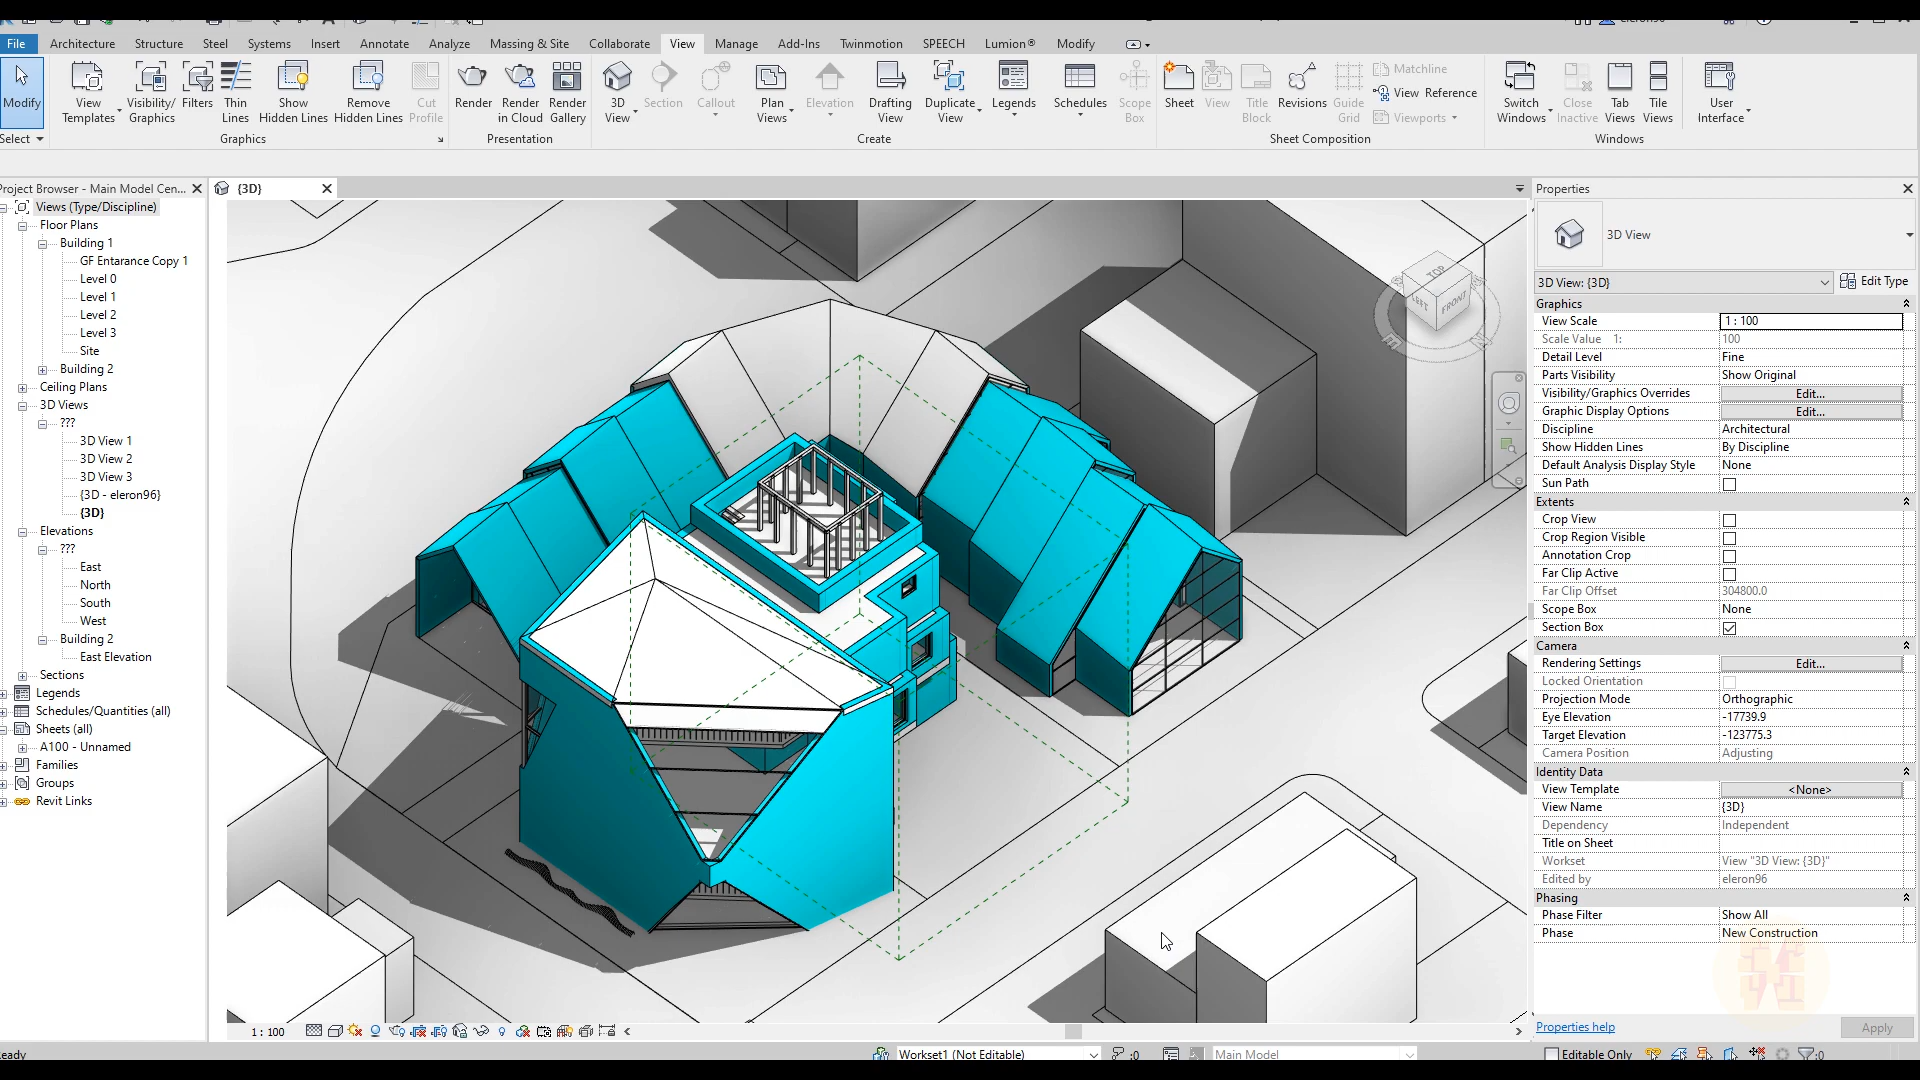 File Architecture Structure Steel Systems Insert Annotate Analyze Massing & Site Collaborate View Manage Add-Ins Twinmotion SPEECH Lumion® Modify
Modify
View Templates
Visibility/ Graphics
Filters
Thin Lines
Show Hidden Lines
Remove Hidden Lines
Cut Profile
Render
Render in Cloud
Render Gallery
3D View
Section
Callout
Plan Views
Elevation
Drafting View
Duplicate View
Legends
Schedules
Scope Box
Sheet
View
Title Block
Revisions
Guide Grid
Matchline
View Reference
Viewports
Switch Windows
Close Inactive
Tab Views
Tile Views
User Interface
Select
Graphics
Presentation
Create
Sheet Composition
Windows
Project Browser - Main Model Cen...
Views (Type/Discipline)
Floor Plans
Building 1
GF Entarance Copy 1
Level 0
Level 1
Level 2
Level 3
Site
Building 2
Ceiling Plans
3D Views
???
3D View 1
3D View 2
3D View 3
{3D - eleron96}
{3D}
Elevations
???
East
North
South
West
Building 2
East Elevation
Sections
Legends
Schedules/Quantities (all)
Sheets (all)
A100 - Unnamed
Families
Groups
Revit Links
{3D}
TOP
LEFT
FRONT
Properties
3D View
3D View: {3D}
Edit Type
Graphics
View Scale 1 : 100
Scale Value 1: 100
Detail Level Fine
Parts Visibility Show Original
Visibility/Graphics Overrides Edit...
Graphic Display Options Edit...
Discipline Architectural
Show Hidden Lines By Discipline
Default Analysis Display Style None
Sun Path
Extents
Crop View
Crop Region Visible
Annotation Crop
Far Clip Active
Far Clip Offset 304800.0
Scope Box None
Section Box
Camera
Rendering Settings Edit...
Locked Orientation
Projection Mode Orthographic
Eye Elevation -17739.9
Target Elevation -123775.3
Camera Position Adjusting
Identity Data
View Template <None>
View Name {3D}
Dependency Independent
Title on Sheet
Workset View "3D View: {3D}"
Edited by eleron96
Phasing
Phase Filter Show All
Phase New Construction
Properties help
Apply
1 : 100
eady
Workset1 (Not Editable)
:0
Main Model
Editable Only
:0